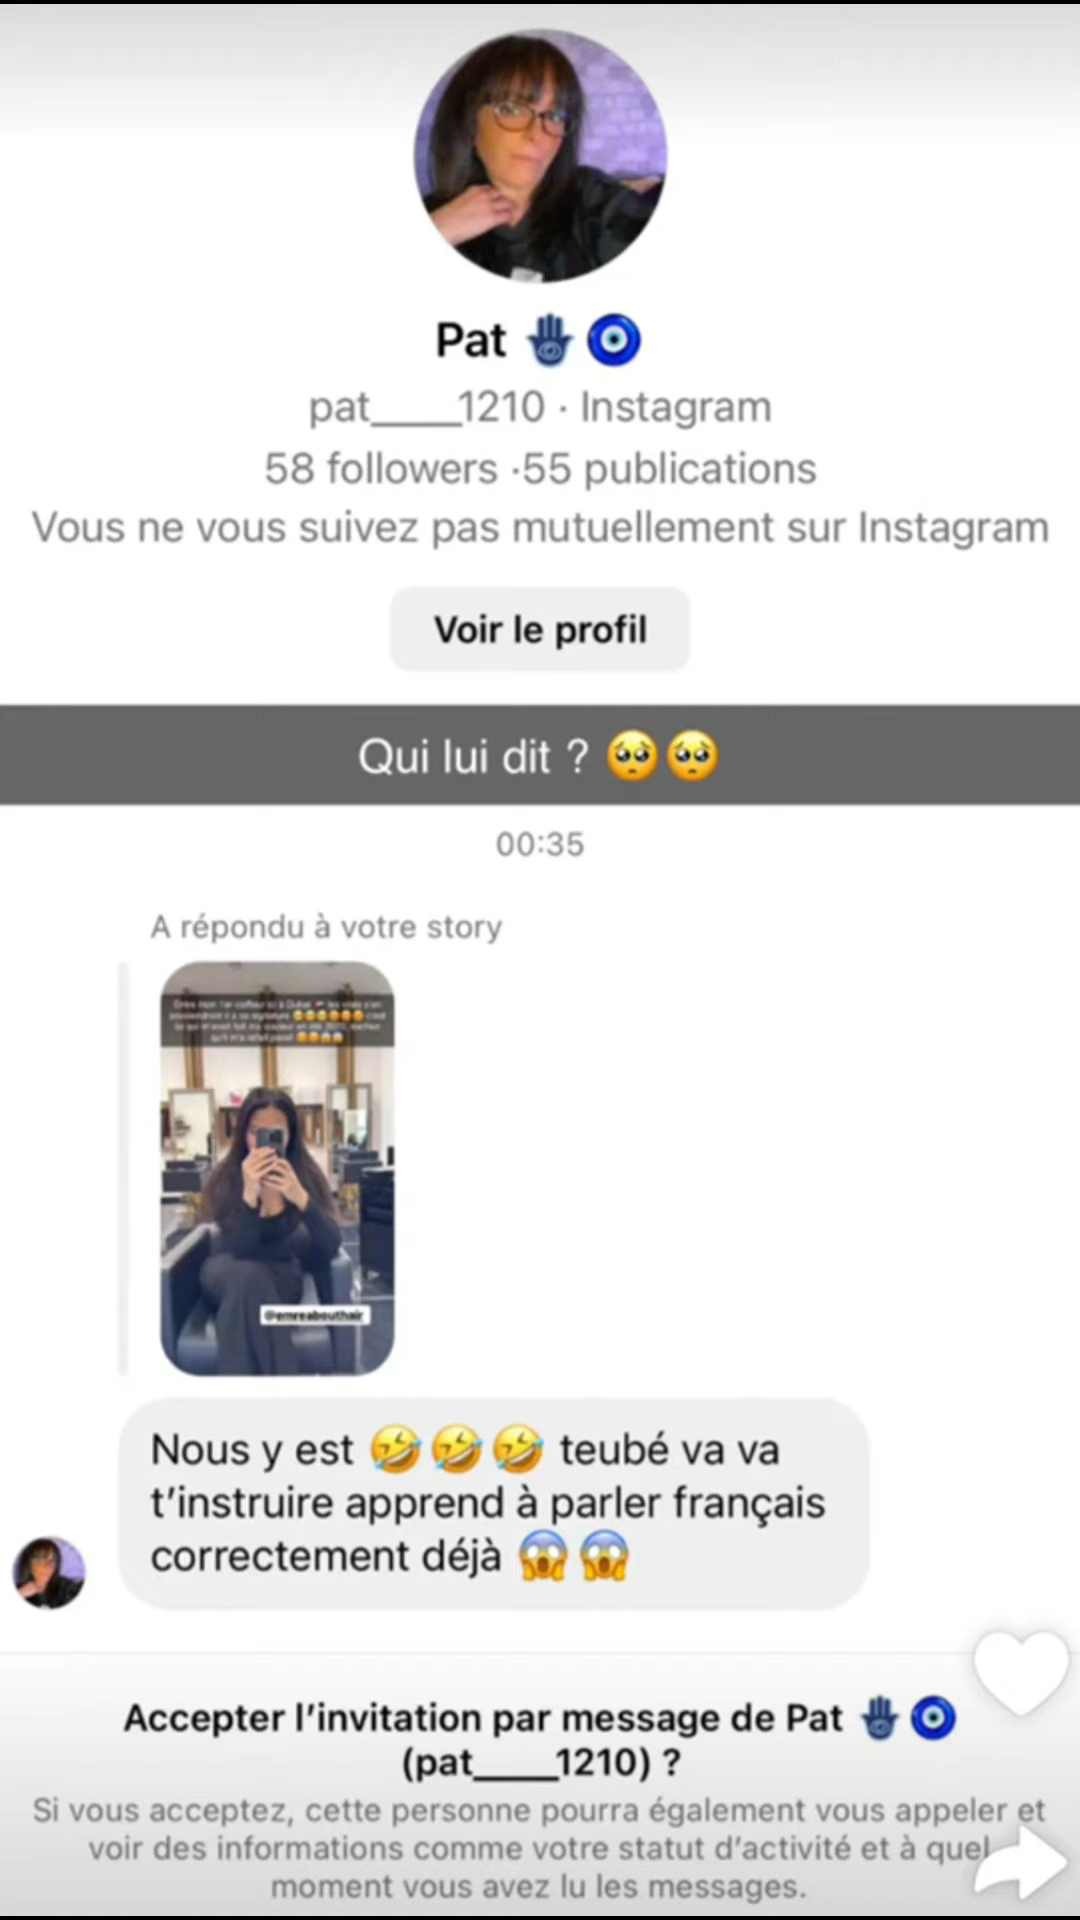 Pat 🪬🧿
pat_____1210 · Instagram
58 followers ·55 publications
Vous ne vous suivez pas mutuellement sur Instagram
Voir le profil
Qui lui dit ? 🥺🥺
00:35
A répondu à votre story
@emreabouthair
Nous y est 🤣🤣🤣 teubé va va
t’instruire apprend à parler français
correctement déjà 😱😱
Accepter l’invitation par message de Pat 🪬🧿
(pat_____1210) ?
Si vous acceptez, cette personne pourra également vous appeler et
voir des informations comme votre statut d’activité et à quel
moment vous avez lu les messages.